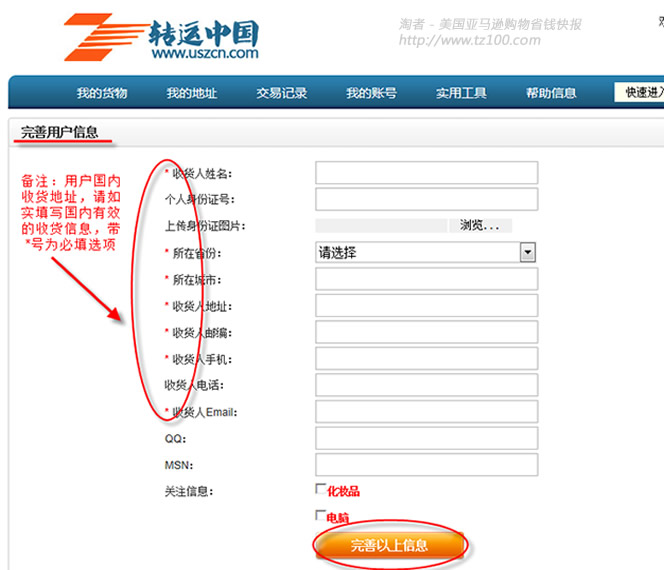 转运中国
www.uszcn.com
淘者 - 美国亚马逊购物省钱快报
http://www.tz100.com
我的货物 我的地址 交易记录 我的账号 实用工具 帮助信息 快速进入
完善用户信息
备注：用户国内
收货地址，请如
实填写国内有效
的收货信息，带
*号为必填选项
* 收货人姓名：
个人身份证号：
上传身份证图片： 浏览...
* 所在省份： 请选择
* 所在城市：
* 收货人地址：
* 收货人邮编：
* 收货人手机：
收货人电话：
* 收货人Email：
QQ：
MSN：
关注信息： 化妆品
电脑
完善以上信息